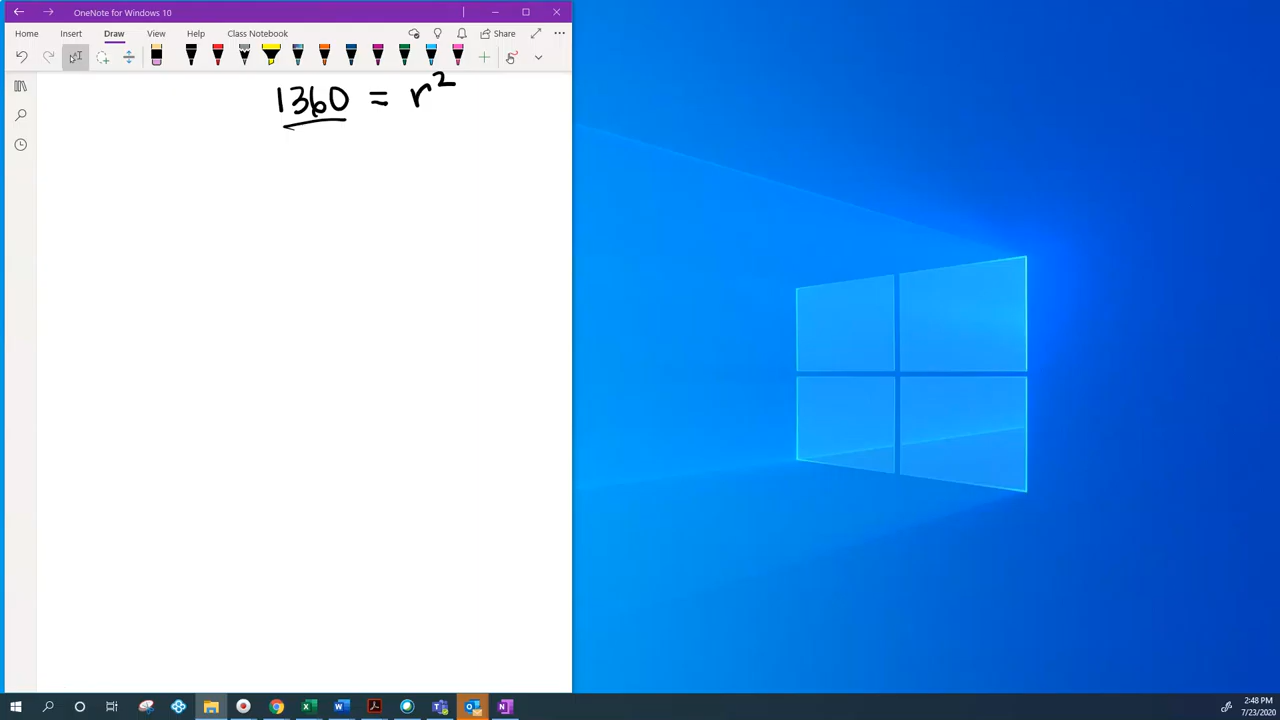 OneNote for Windows 10
Home Insert Draw View Help Class Notebook Share
1360 = r²
2:48 PM
7/23/2020